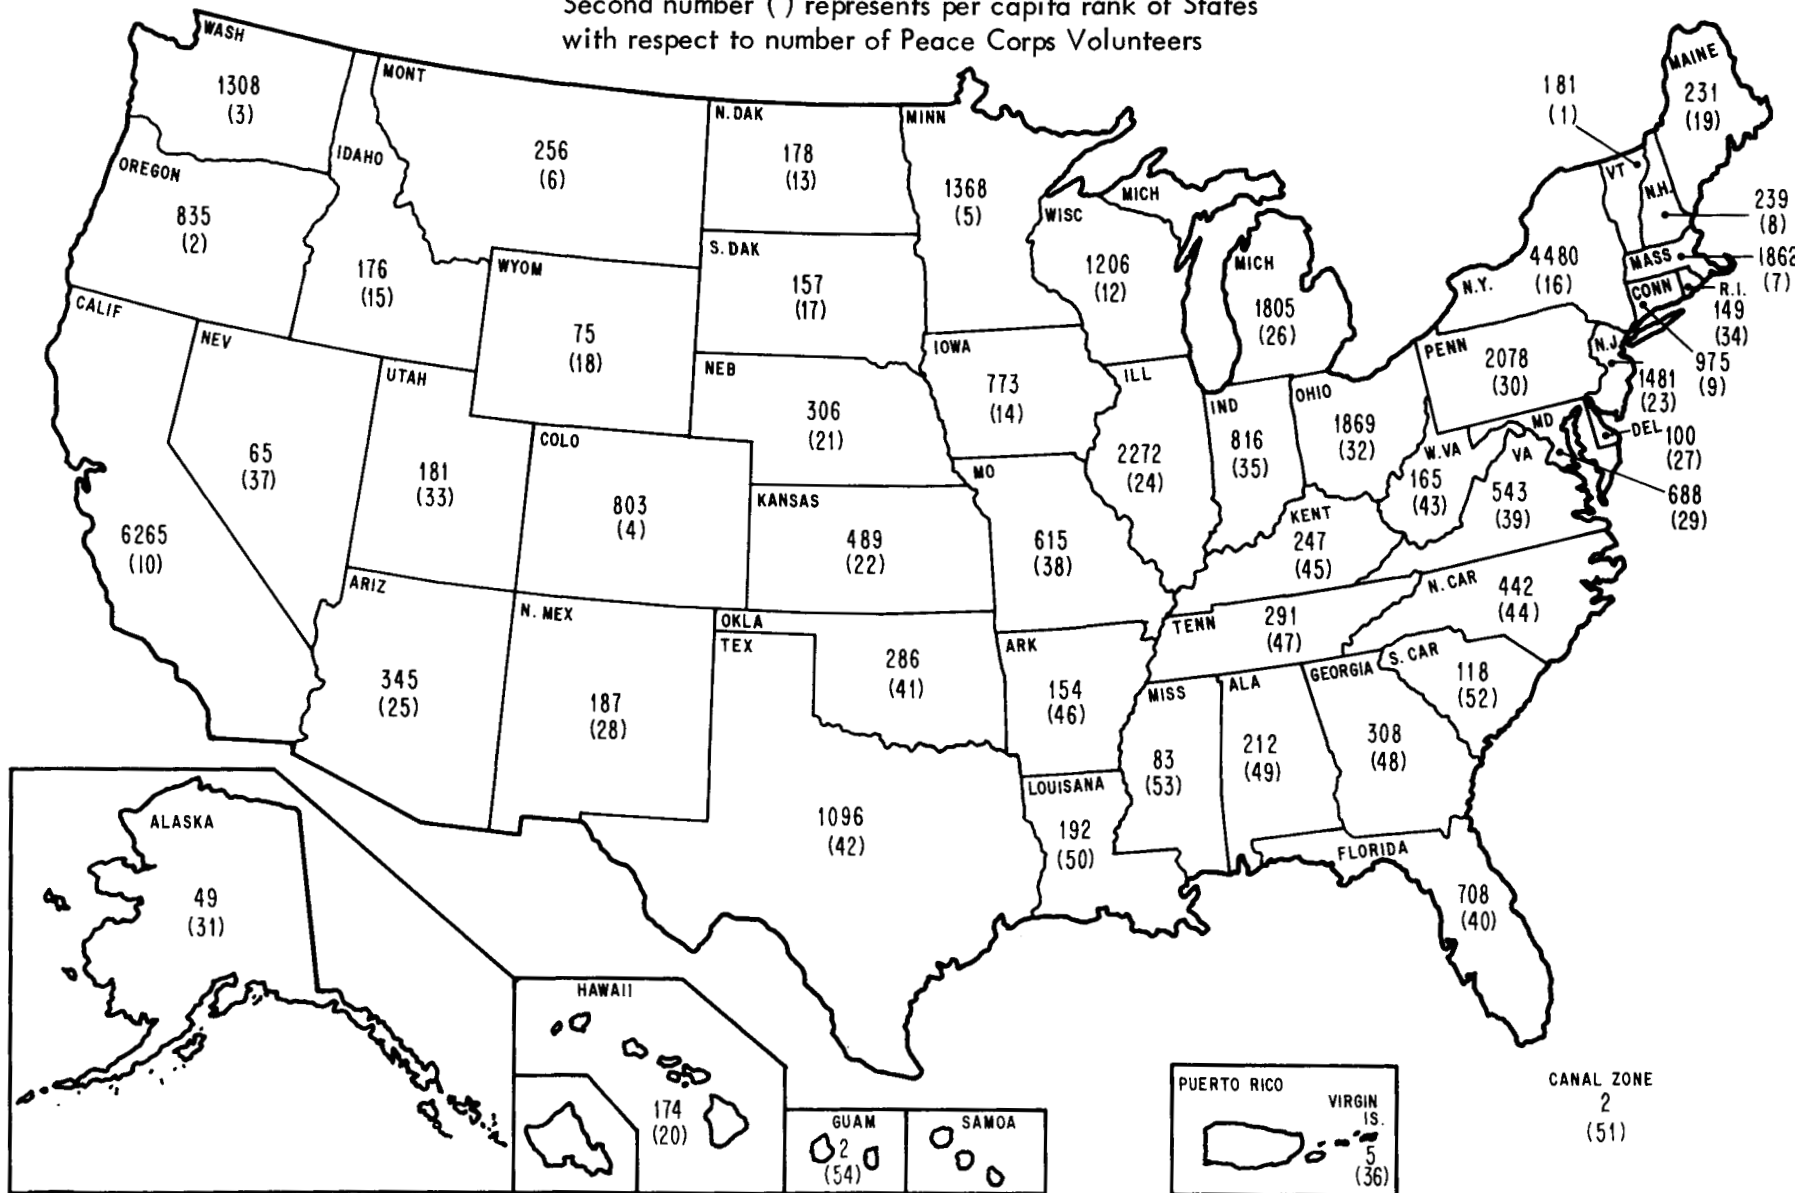 Second number ( ) represents per capita rank of States
with respect to number of Peace Corps Volunteers
WASH
1308
(3)
OREGON
835
(2)
CALIF
6265
(10)
NEV
65
(37)
IDAHO
176
(15)
MONT
256
(6)
WYOM
75
(18)
UTAH
181
(33)
COLO
803
(4)
ARIZ
345
(25)
N. MEX
187
(28)
N. DAK
178
(13)
S. DAK
157
(17)
NEB
306
(21)
KANSAS
489
(22)
OKLA
286
(41)
TEX
1096
(42)
MINN
1368
(5)
IOWA
773
(14)
MO
615
(38)
ARK
154
(46)
LOUISANA
192
(50)
WISC
1206
(12)
MICH
MICH
1805
(26)
ILL
2272
(24)
IND
816
(35)
OHIO
1869
(32)
KENT
247
(45)
TENN
291
(47)
MISS
83
(53)
ALA
212
(49)
GEORGIA
308
(48)
FLORIDA
708
(40)
S. CAR
118
(52)
N. CAR
442
(44)
VA
543
(39)
W.VA
165
(43)
MD
688
(29)
DEL
100
(27)
PENN
2078
(30)
N.J.
1481
(23)
N.Y.
4480
(16)
CONN
975
(9)
R.I.
149
(34)
MASS
1862
(7)
VT
181
(1)
N.H.
239
(8)
MAINE
231
(19)
ALASKA
49
(31)
HAWAII
174
(20)
GUAM
2
(54)
SAMOA
PUERTO RICO
VIRGIN
IS.
5
(36)
CANAL ZONE
2
(51)